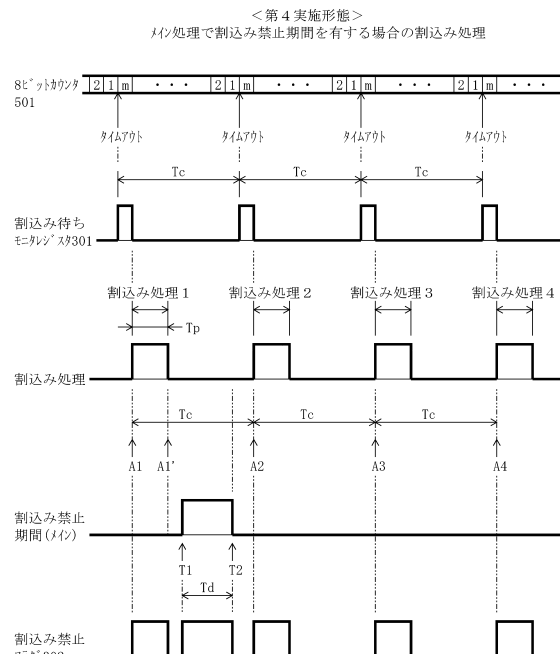 ＜第４実施形態＞
ﾒｲﾝ処理で割込み禁止期間を有する場合の割込み処理
8ﾋﾞｯﾄｶｳﾝﾀ
501
2 1 m ・・・ 2 1 m ・・・ 2 1 m ・・・ 2 1 m ・・・
ﾀｲﾑｱｳﾄ ﾀｲﾑｱｳﾄ ﾀｲﾑｱｳﾄ ﾀｲﾑｱｳﾄ
Tc Tc Tc
割込み待ち
ﾓﾆﾀﾚｼﾞｽﾀ301
割込み処理１ 割込み処理２ 割込み処理３ 割込み処理４
Tp
割込み処理
Tc Tc Tc
A1 A1' A2 A3 A4
割込み禁止
期間(ﾒｲﾝ)
T1 T2
Td
割込み禁止